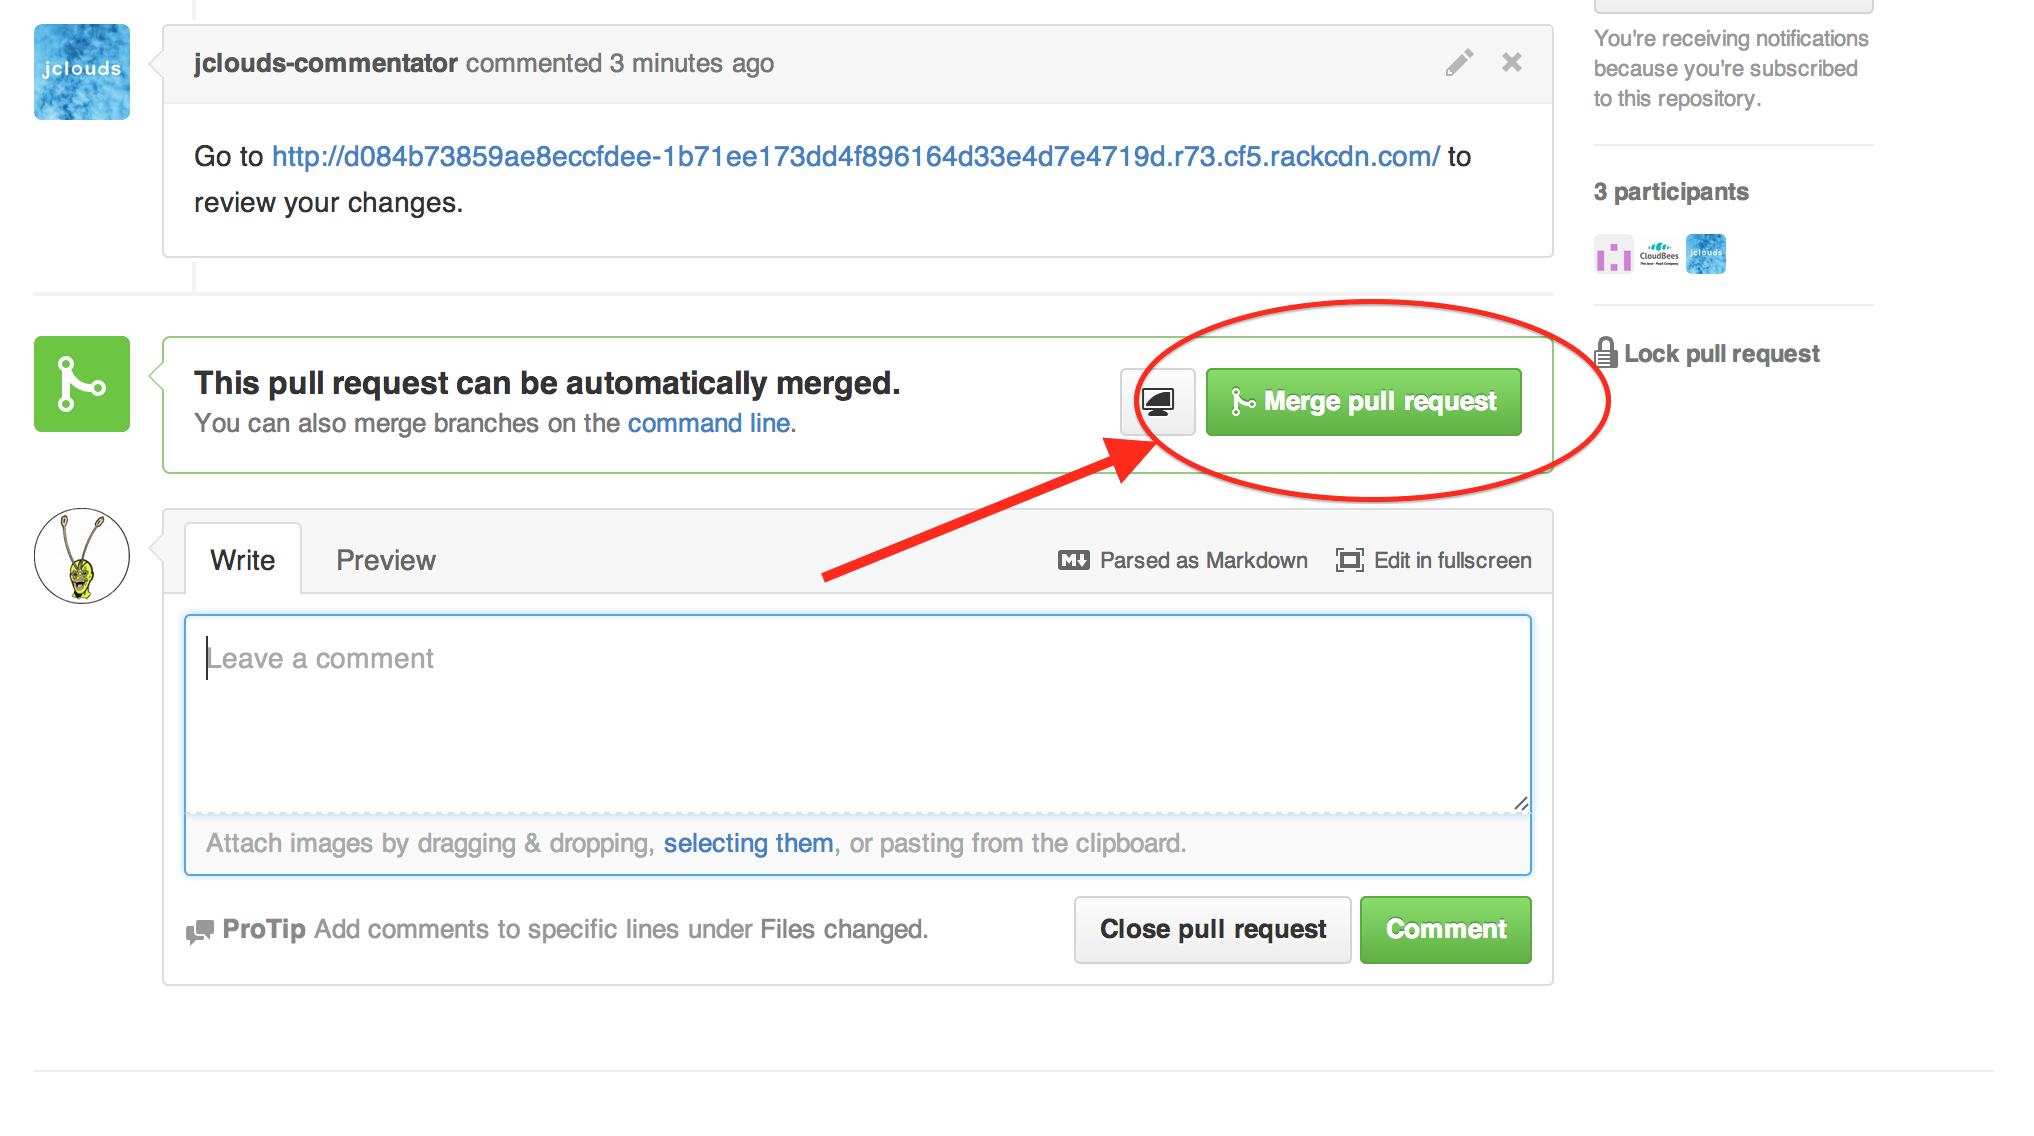 jclouds
jclouds-commentator commented 3 minutes ago
Go to http://d084b73859ae8eccfdee-1b71ee173dd4f896164d33e4d7e4719d.r73.cf5.rackcdn.com/ to
review your changes.
This pull request can be automatically merged.
You can also merge branches on the command line.
Merge pull request
Write
Preview
M↓ Parsed as Markdown
Edit in fullscreen
Leave a comment
Attach images by dragging & dropping, selecting them, or pasting from the clipboard.
ProTip Add comments to specific lines under Files changed.
Close pull request
Comment
You're receiving notifications
because you're subscribed
to this repository.
3 participants
CloudBees
The Java PaaS Company
jclouds
Lock pull request